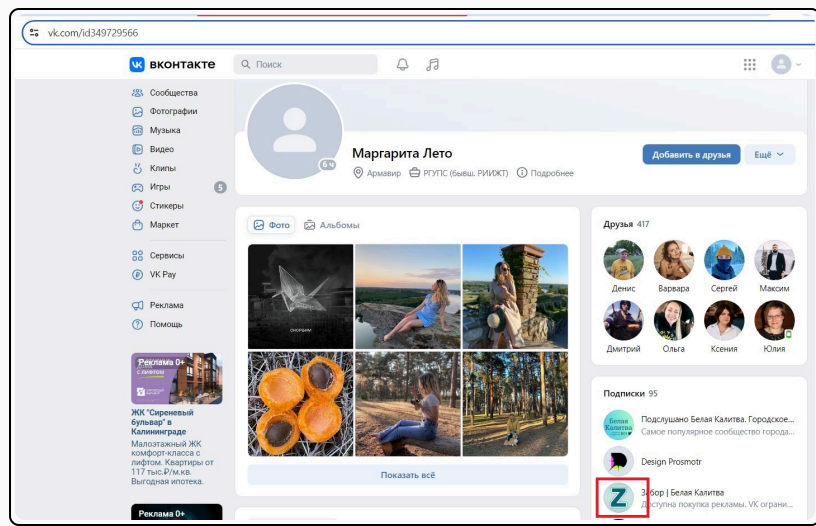 vk.com/id349729566
вконтакте
Поиск
Сообщества
Фотографии
Музыка
Видео
Клипы
Игры 5
Стикеры
Маркет
Сервисы
VK Pay
Реклама
Помощь
Реклама 0+
ЖК "Сиреневый
бульвар" в
Калининграде
Малоэтажный ЖК
комфорт-класса с
лифтом. Квартиры от
117 тыс.₽/м.кв.
Выгодная ипотека.
Реклама 0+
6 ч
Маргарита Лето
Армавир РГУПС (бывш. РИИЖТ) Подробнее
Добавить в друзья
Ещё
Фото Альбомы
СКОРБИМ
Показать всё
Друзья 417
Денис Варвара Сергей Максим
Дмитрий Ольга Ксения Юлия
Подписки 95
Белая
Калитва
Подслушано Белая Калитва. Городское...
Самое популярное сообщество города...
Design Prosmotr
Z
Забор | Белая Калитва
Доступна покупка рекламы. VK ограни...